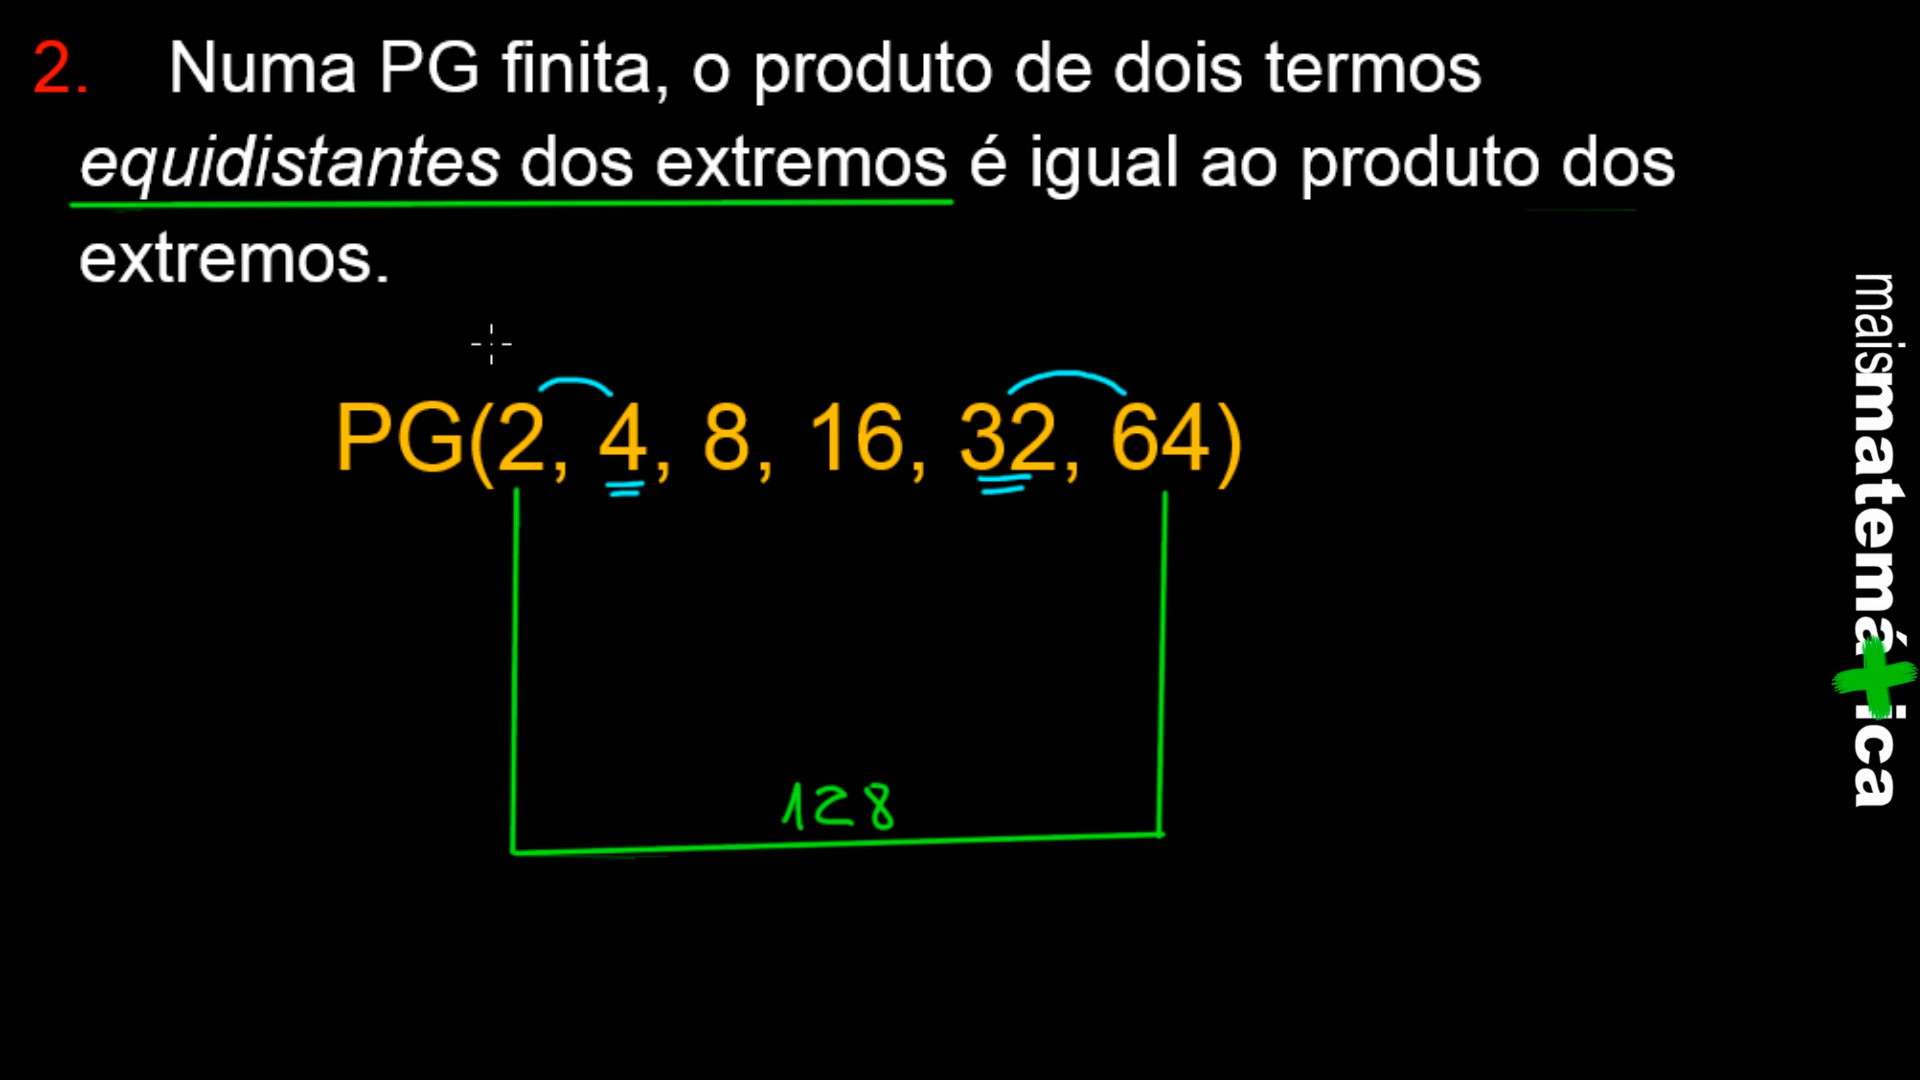 2. Numa PG finita, o produto de dois termos
equidistantes dos extremos é igual ao produto dos
extremos.
PG(2, 4, 8, 16, 32, 64)
128
maismatemática